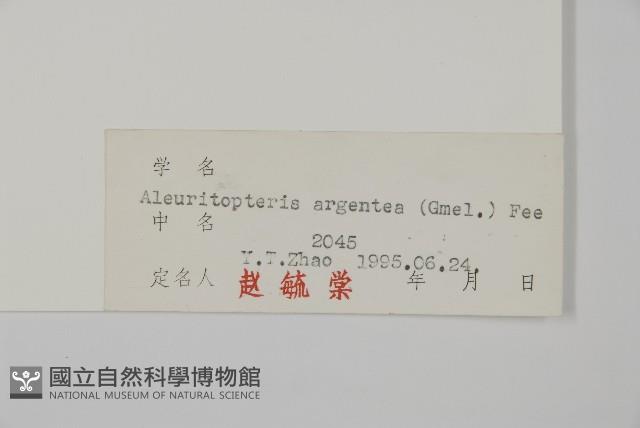 学 名
Aleuritopteris argentea (Gmel.) Fee
中 名
2045
Y.T.Zhao 1995.06.24.
定名人 赵毓棠 年 月 日
國立自然科學博物館
NATIONAL MUSEUM OF NATURAL SCIENCE